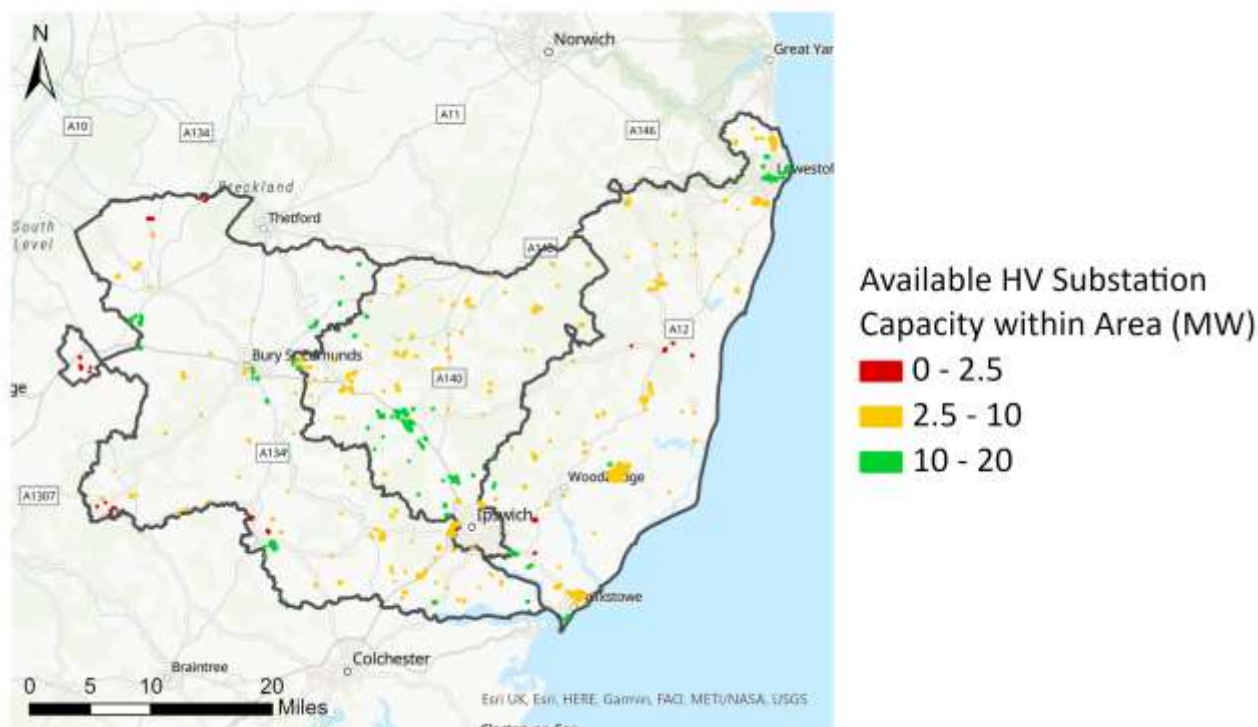 N
Norwich
Great Yar
A10
A134
A11
A146
Lowestof
Breckland
South
Level
Thetford
A12
Bury St Edmunds
A140
ge
A134
Woodbridge
A1307
Ipswich
Felixstowe
Colchester
Braintree
0 5 10 20
Miles
Esri UK, Esri, HERE, Garmin, FAO, METI/NASA, USGS
Available HV Substation
Capacity within Area (MW)
0 - 2.5
2.5 - 10
10 - 20